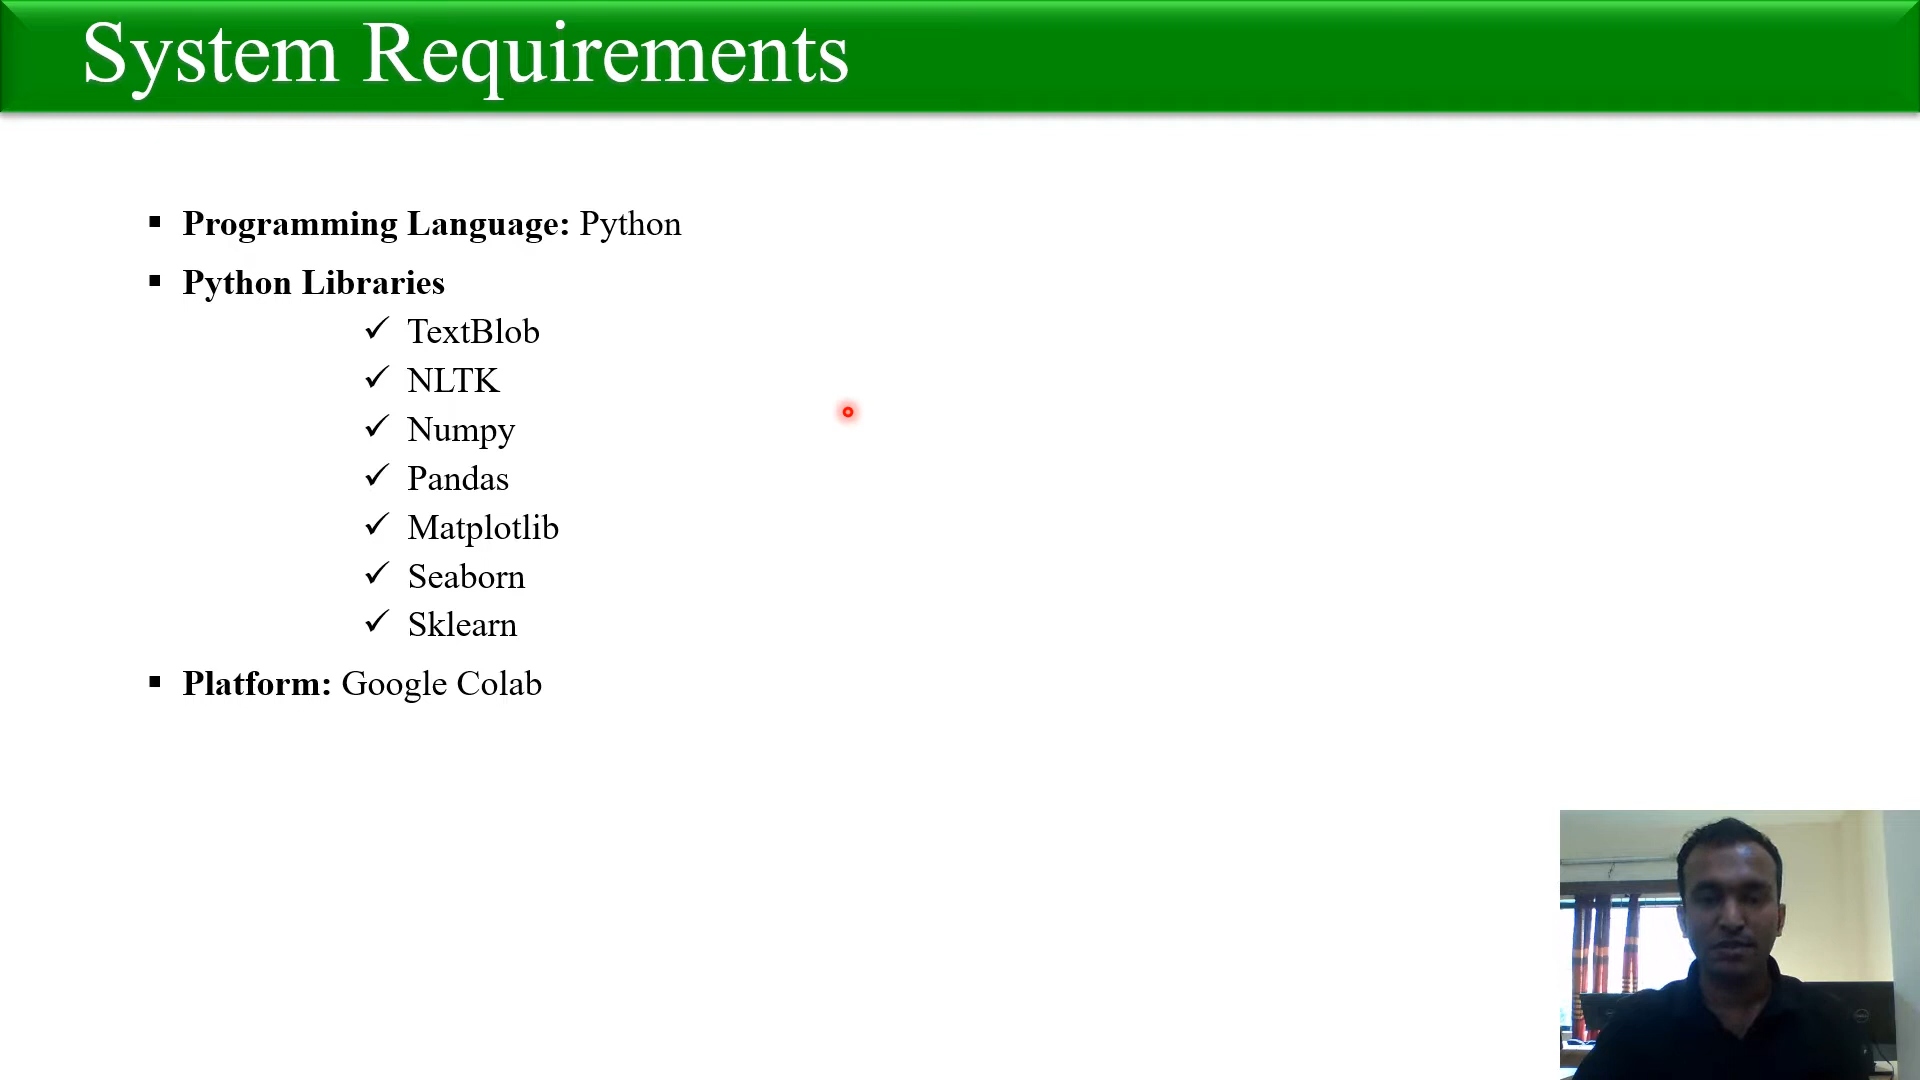 System Requirements
Programming Language: Python
Python Libraries
TextBlob
NLTK
Numpy
Pandas
Matplotlib
Seaborn
Sklearn
Platform: Google Colab